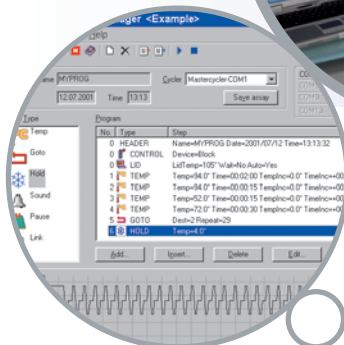 ger <Example>
Help
ame MYPROG Cycler Mastercycler-COM1
12.07.2001 Time 13:13 Save assay
Type Program
Temp No. Type Step
0 HEADER Name=MYPROG Date=2001/07/12 Time=13:13:32
Goto 0 CONTROL Device=Block
0 LID LidTemp=105° Wait=No Auto=Yes
Hold 1 TEMP Temp=94.0° Time=00:02:00 TempInc=0.0° TimeInc=+00
2 TEMP Temp=94.0° Time=00:00:15 TempInc=0.0° TimeInc=+00
Sound 3 TEMP Temp=52.0° Time=00:00:15 TempInc=0.0° TimeInc=+00
4 TEMP Temp=72.0° Time=00:00:30 TempInc=0.0° TimeInc=+00
Pause 5 GOTO Dest=2 Repeat=29
6 HOLD Temp=4.0°
Link
Add... Insert... Delete Edit...